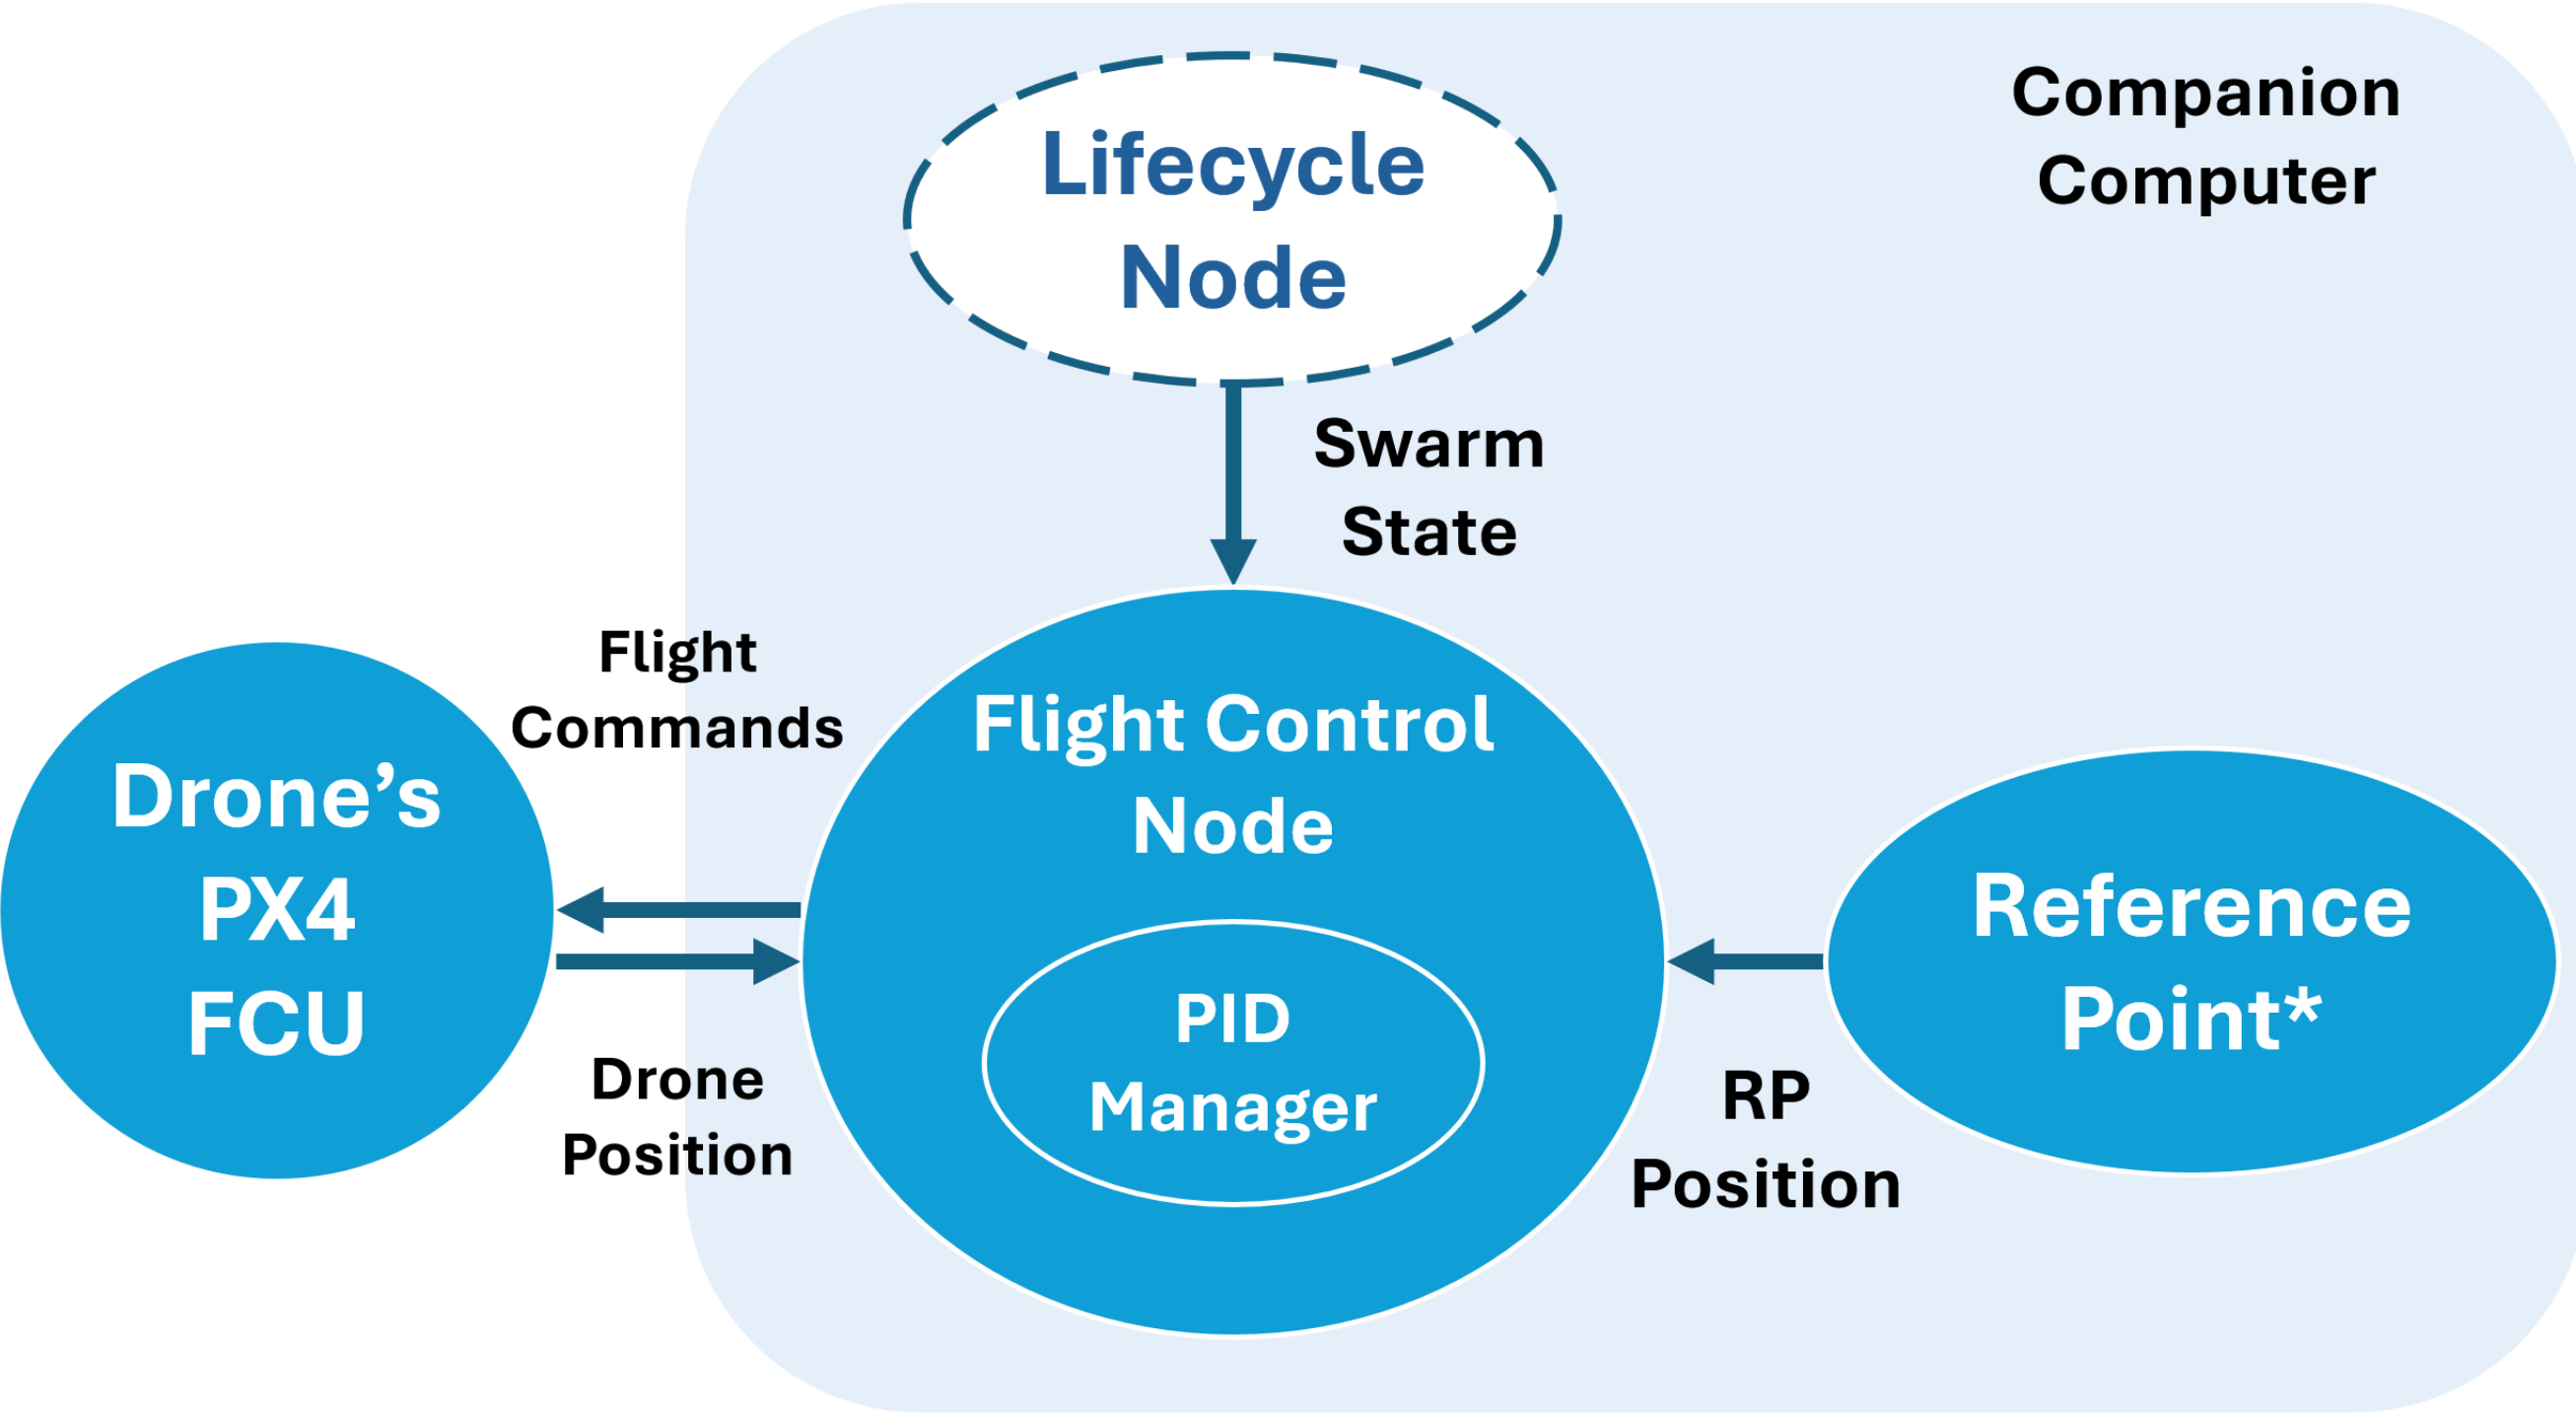 Companion
Computer
Lifecycle
Node
Swarm
State
Flight
Commands
Flight Control
Node
Drone’s
PX4
FCU
Reference
Point*
PID
Manager
Drone
Position
RP
Position